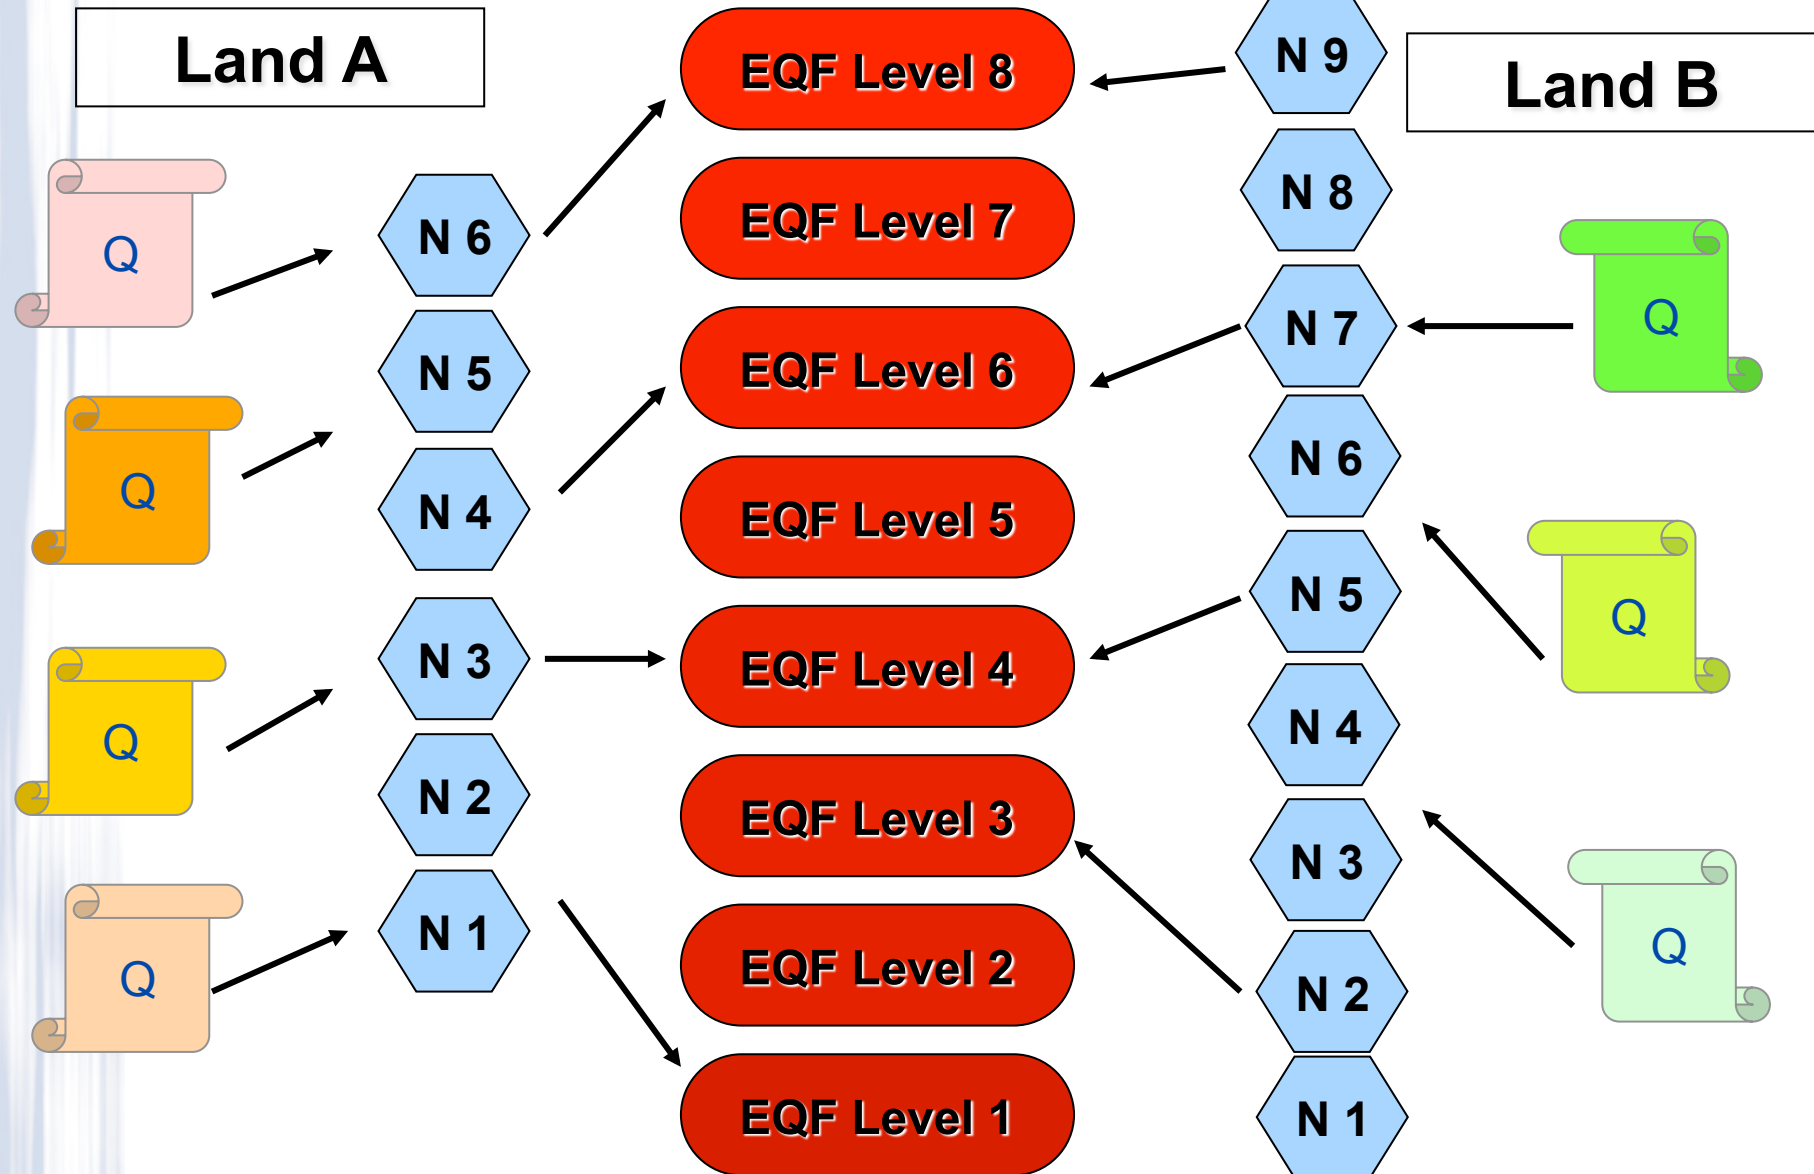 Land A
Land B
Q
Q
Q
Q
N 6
N 5
N 4
N 3
N 2
N 1
EQF Level 8
EQF Level 7
EQF Level 6
EQF Level 5
EQF Level 4
EQF Level 3
EQF Level 2
EQF Level 1
N 9
N 8
N 7
N 6
N 5
N 4
N 3
N 2
N 1
Q
Q
Q